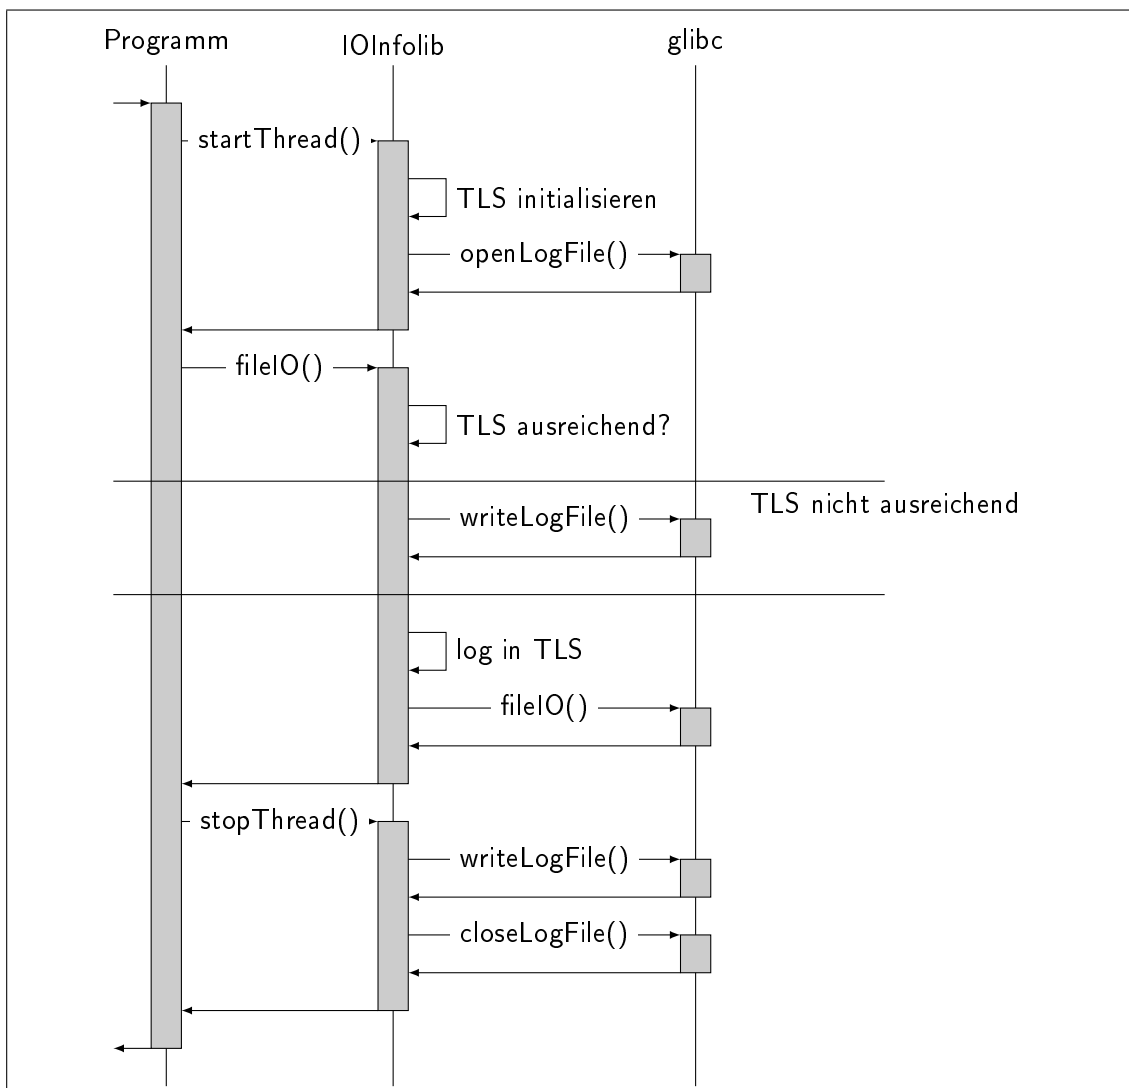 Programm
IOInfolib
glibc
startThread()
TLS initialisieren
openLogFile()
fileIO()
TLS ausreichend?
TLS nicht ausreichend
writeLogFile()
log in TLS
fileIO()
stopThread()
writeLogFile()
closeLogFile()